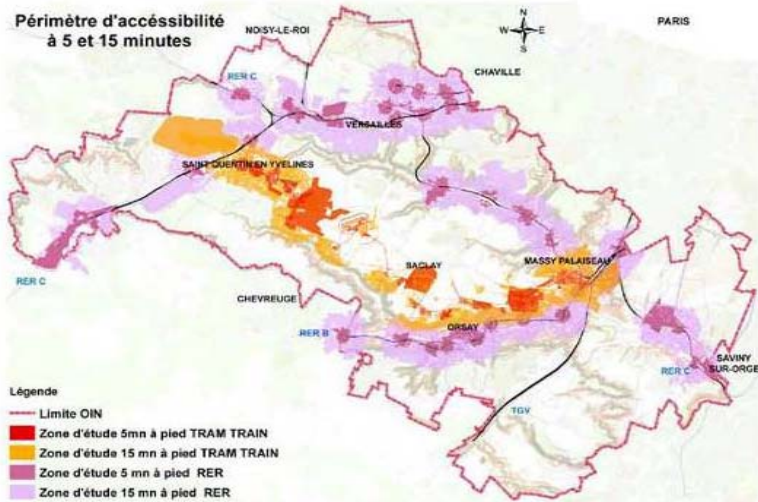 Périmètre d'accéssibilité
à 5 et 15 minutes
NOISY-LE-ROI
N
W E
S
PARIS
RER C
CHAVILLE
VERSAILLES
SAINT QUENTIN EN YVELINES
MASSY PALAISEAU
SACLAY
RER C
CHEVREUGE
RER B
ORSAY
SAVINY
SUR-ORGE
RER C
TGV
Légende
Limite OIN
Zone d'étude 5mn à pied TRAM TRAIN
Zone d'étude 15 mn à pied TRAM TRAIN
Zone d'étude 5 mn à pied RER
Zone d'étude 15 mn à pied RER